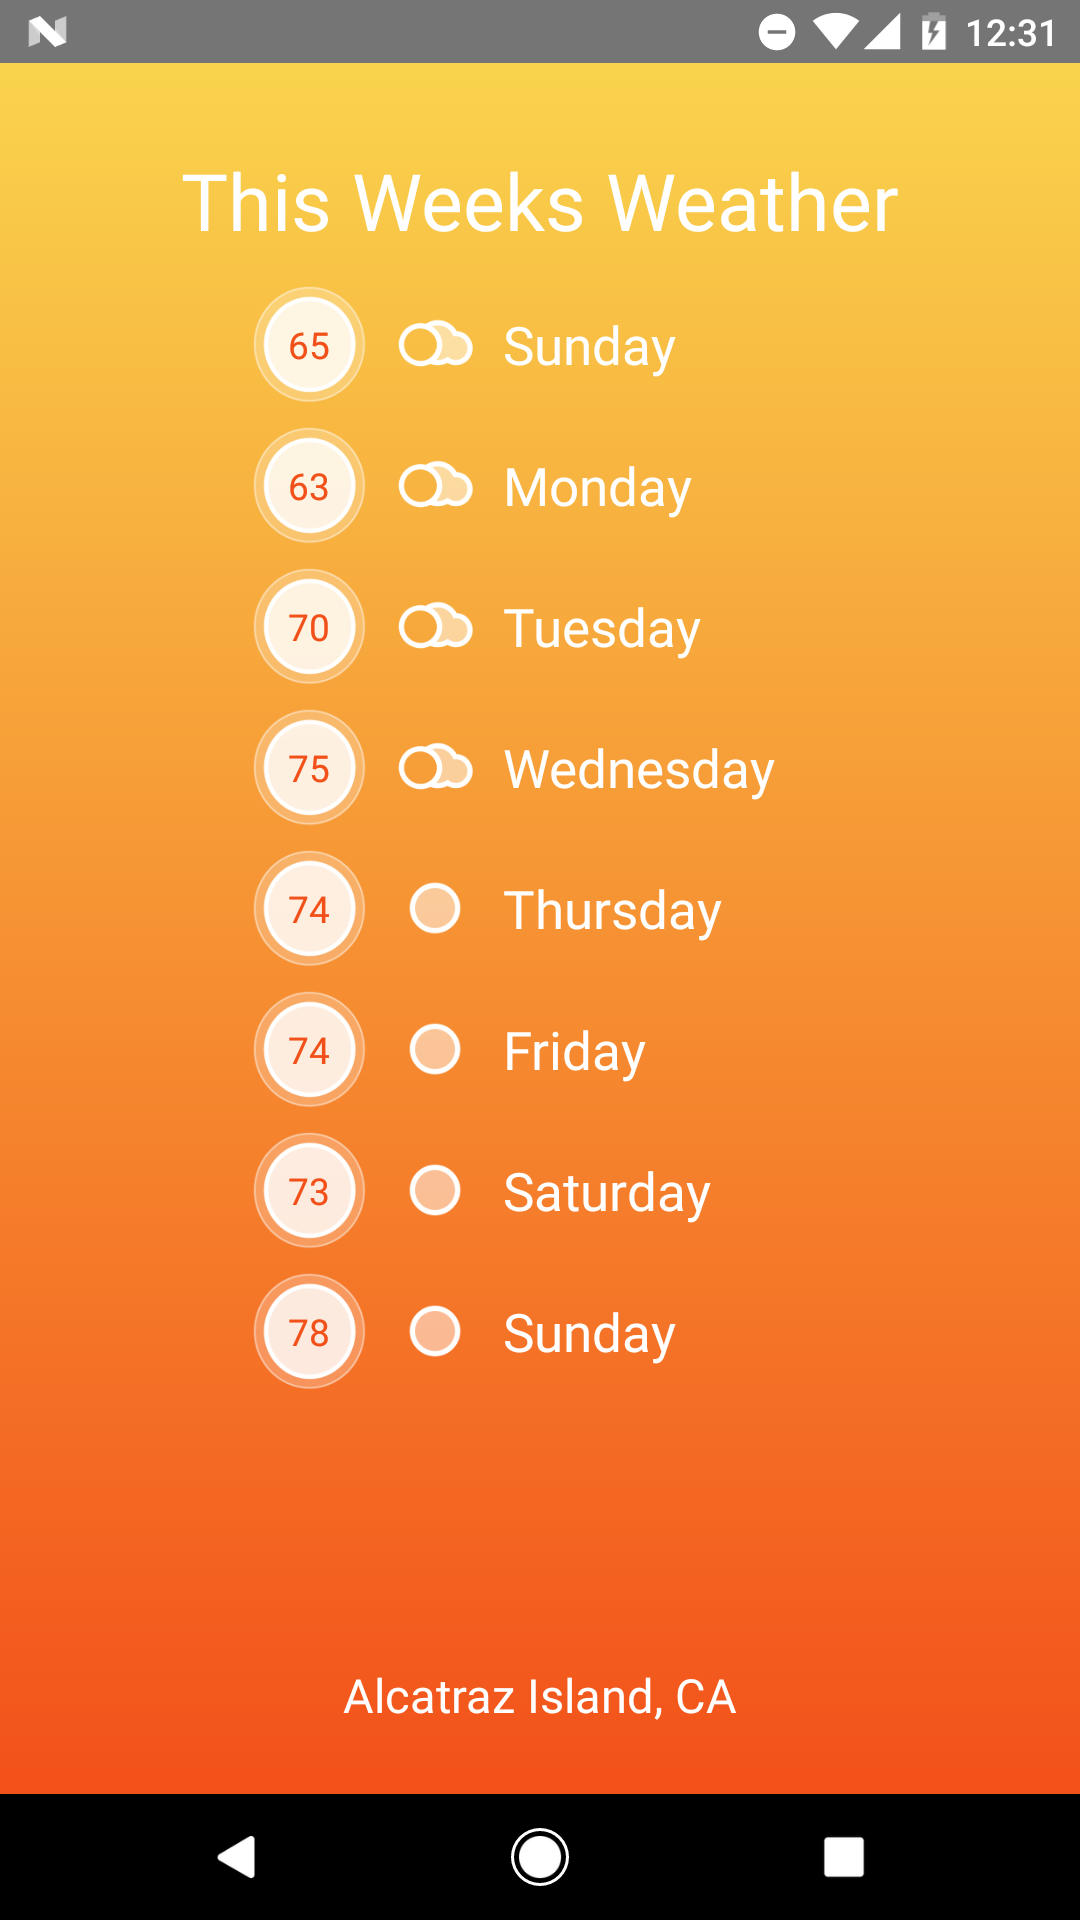 12:31
This Weeks Weather
65 Sunday
63 Monday
70 Tuesday
75 Wednesday
74 Thursday
74 Friday
73 Saturday
78 Sunday
Alcatraz Island, CA